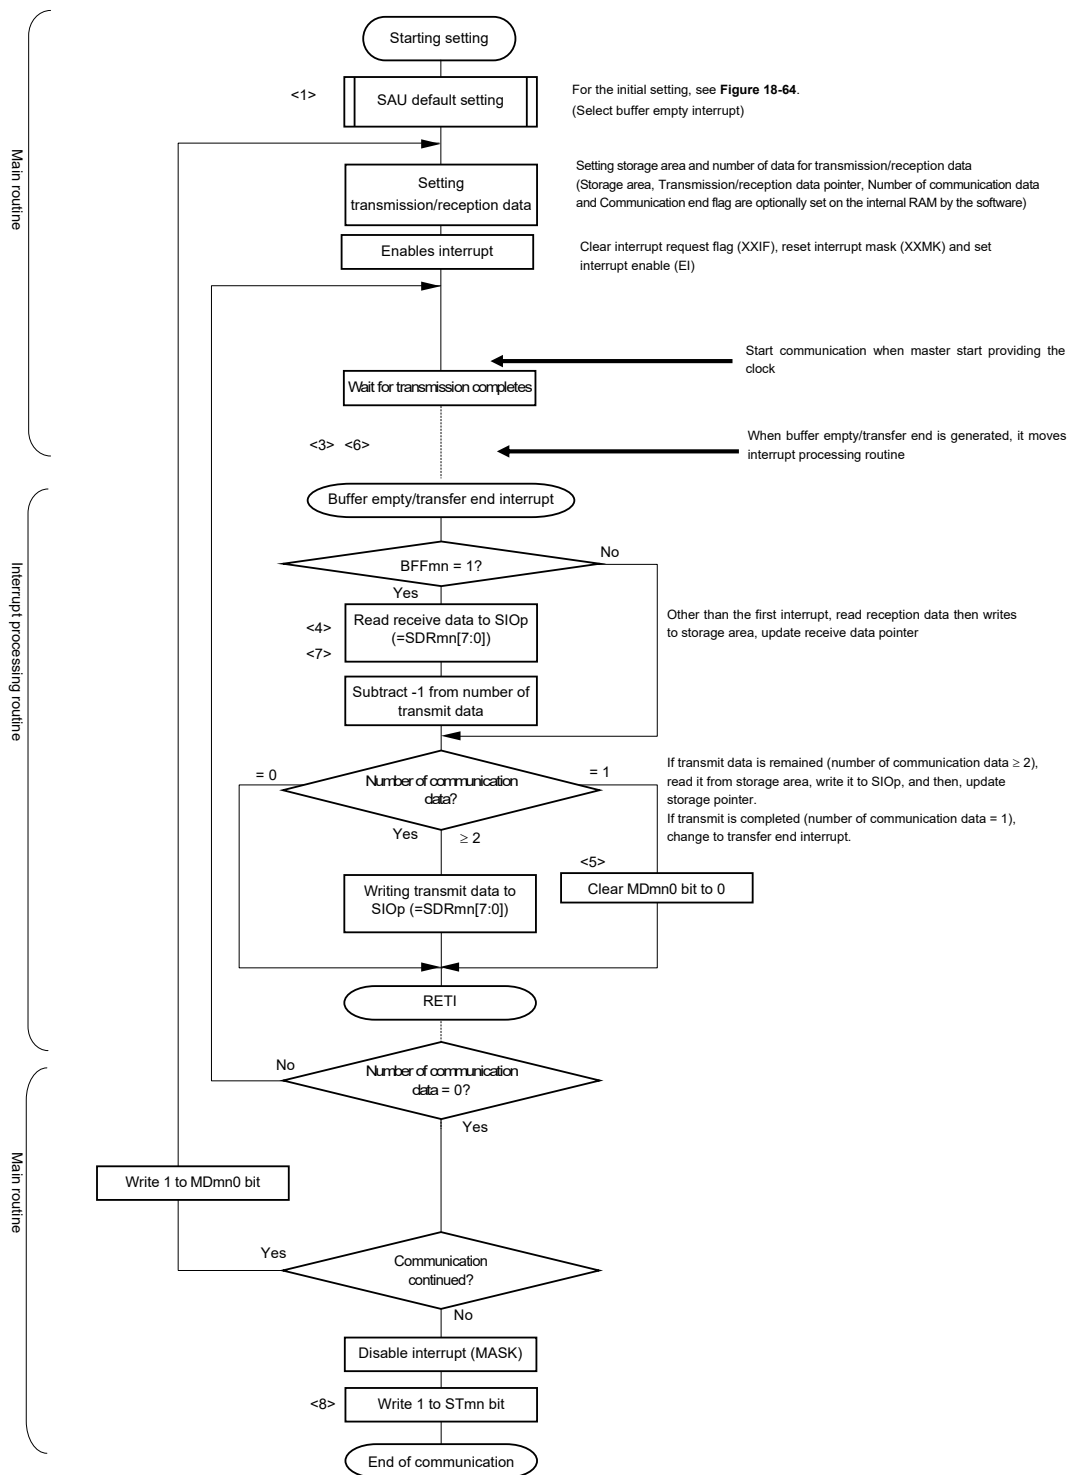 Starting setting
<1>
SAU default setting
For the initial setting, see Figure 18-64.
(Select buffer empty interrupt)
Main routine
Setting
transmission/reception data
Setting storage area and number of data for transmission/reception data
(Storage area, Transmission/reception data pointer, Number of communication data
and Communication end flag are optionally set on the internal RAM by the software)
Enables interrupt
Clear interrupt request flag (XXIF), reset interrupt mask (XXMK) and set
interrupt enable (EI)
Start communication when master start providing the
clock
Wait for transmission completes
<3> <6>
When buffer empty/transfer end is generated, it moves
interrupt processing routine
Buffer empty/transfer end interrupt
Interrupt processing routine
BFFmn = 1?
No
Yes
<4>
<7>
Read receive data to SIOp
(=SDRmn[7:0])
Other than the first interrupt, read reception data then writes
to storage area, update receive data pointer
Subtract -1 from number of
transmit data
= 0
Number of communication
data?
= 1
Yes
≥ 2
If transmit data is remained (number of communication data ≥ 2),
read it from storage area, write it to SIOp, and then, update
storage pointer.
If transmit is completed (number of communication data = 1),
change to transfer end interrupt.
<5>
Writing transmit data to
SIOp (=SDRmn[7:0])
Clear MDmn0 bit to 0
RETI
No
Number of communication
data = 0?
Yes
Main routine
Write 1 to MDmn0 bit
Yes
Communication
continued?
No
Disable interrupt (MASK)
<8>
Write 1 to STmn bit
End of communication